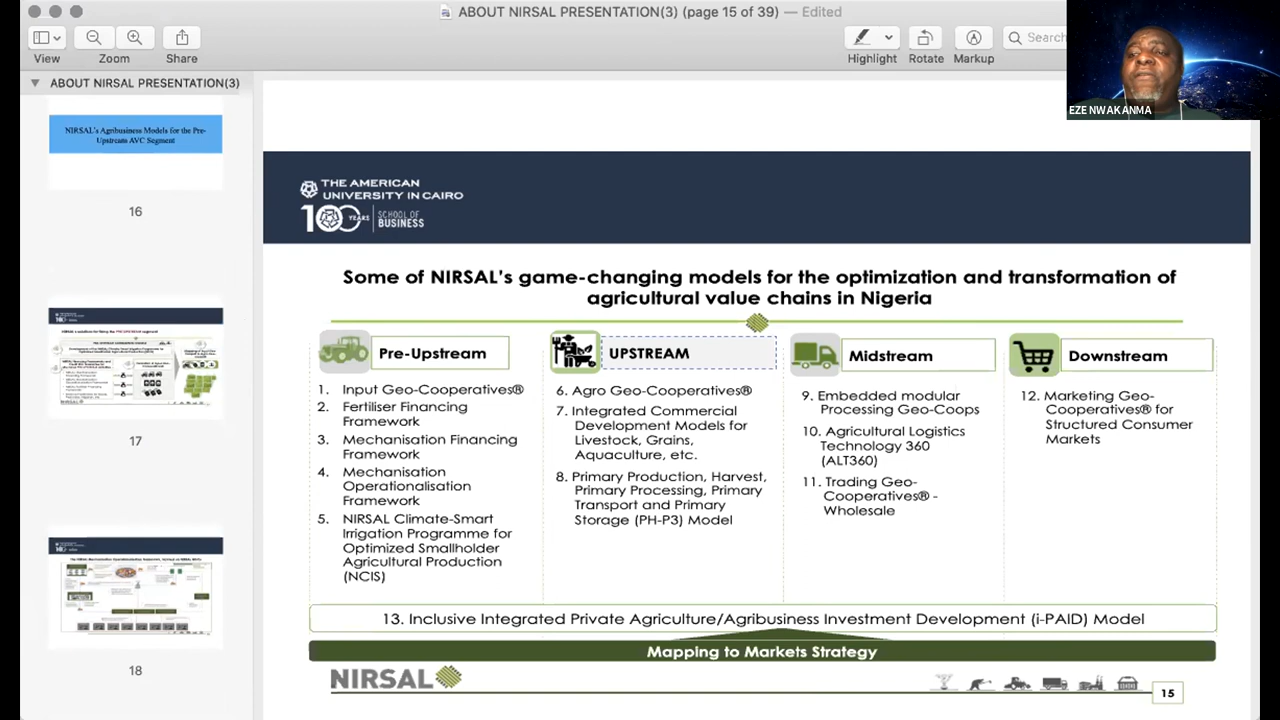 ABOUT NIRSAL PRESENTATION(3) (page 15 of 39) — Edited
View
Zoom
Share
Highlight
Rotate
Markup
Search
EZE NWAKANMA
ABOUT NIRSAL PRESENTATION(3)
NIRSAL's Agribusiness Models for the Pre-
Upstream AVC Segment
16
17
18
THE AMERICAN
UNIVERSITY IN CAIRO
100 YEARS
SCHOOL OF
BUSINESS
Some of NIRSAL's game-changing models for the optimization and transformation of
agricultural value chains in Nigeria
Pre-Upstream
1. Input Geo-Cooperatives®
2. Fertiliser Financing
Framework
3. Mechanisation Financing
Framework
4. Mechanisation
Operationalisation
Framework
5. NIRSAL Climate-Smart
Irrigation Programme for
Optimized Smallholder
Agricultural Production
(NCIS)
UPSTREAM
6. Agro Geo-Cooperatives®
7. Integrated Commercial
Development Models for
Livestock, Grains,
Aquaculture, etc.
8. Primary Production, Harvest,
Primary Processing, Primary
Transport and Primary
Storage (PH-P3) Model
Midstream
9. Embedded modular
Processing Geo-Coops
10. Agricultural Logistics
Technology 360
(ALT360)
11. Trading Geo-
Cooperatives® -
Wholesale
Downstream
12. Marketing Geo-
Cooperatives® for
Structured Consumer
Markets
13. Inclusive Integrated Private Agriculture/Agribusiness Investment Development (i-PAID) Model
Mapping to Markets Strategy
NIRSAL
15